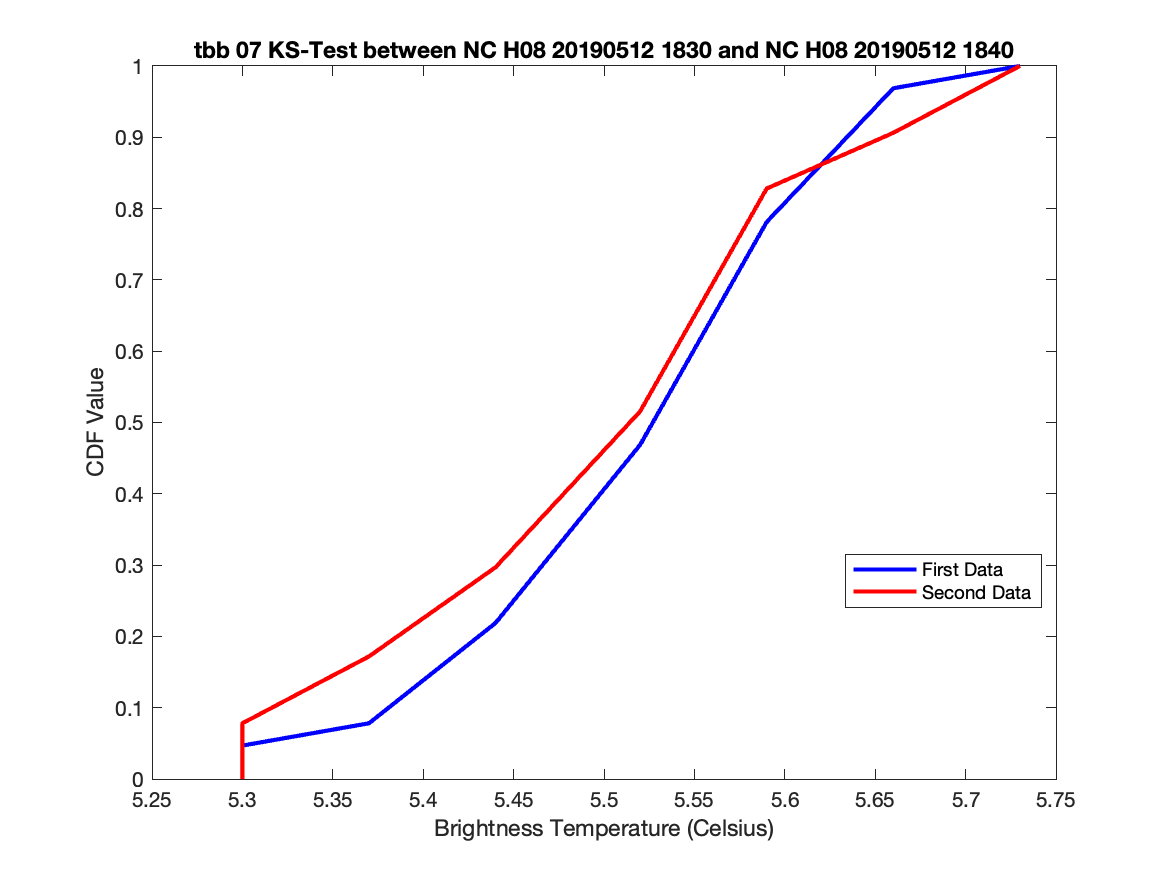 tbb 07 KS-Test between NC H08 20190512 1830 and NC H08 20190512 1840
1
0.9
0.8
0.7
0.6
0.5
0.4
0.3
0.2
0.1
0
CDF Value
First Data
Second Data
5.25 5.3 5.35 5.4 5.45 5.5 5.55 5.6 5.65 5.7 5.75
Brightness Temperature (Celsius)